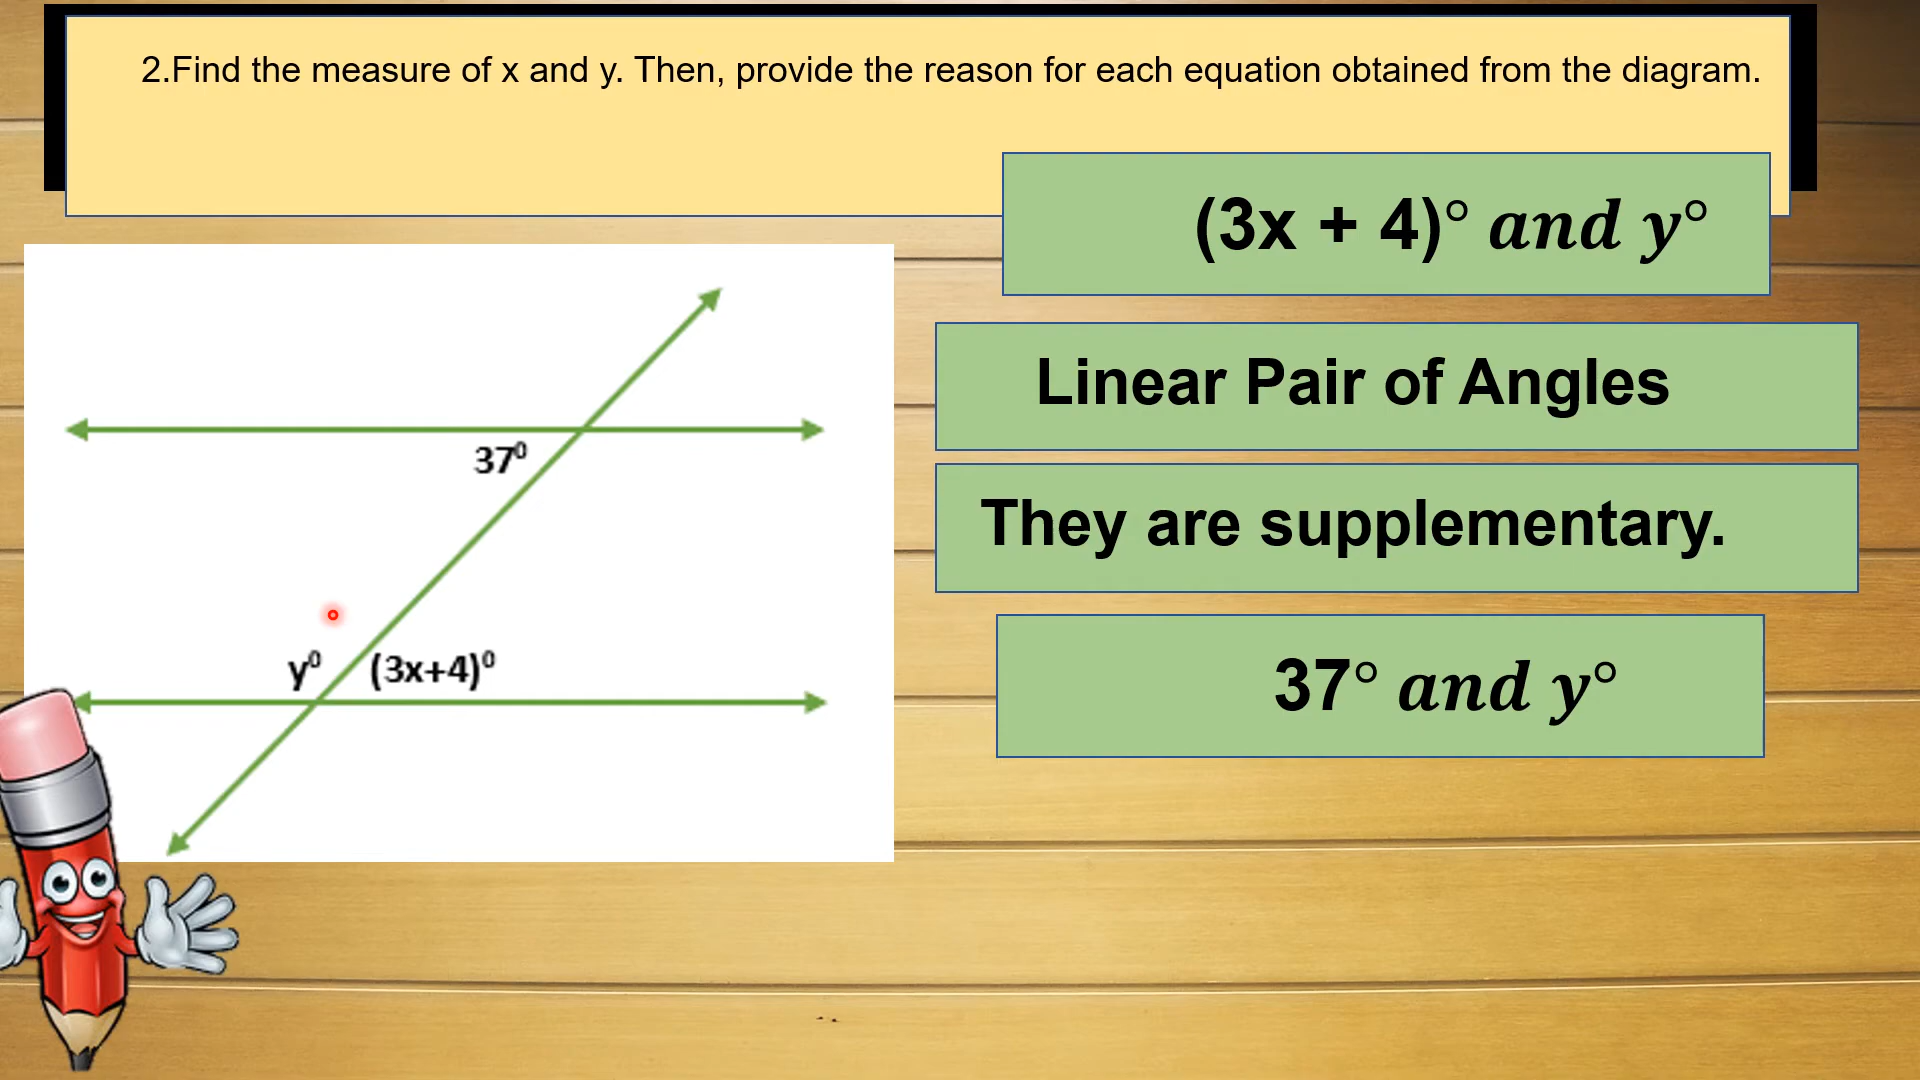 2.Find the measure of x and y. Then, provide the reason for each equation obtained from the diagram.
(3x + 4)° and y°
Linear Pair of Angles
They are supplementary.
37° and y°
37⁰
y⁰ (3x+4)⁰